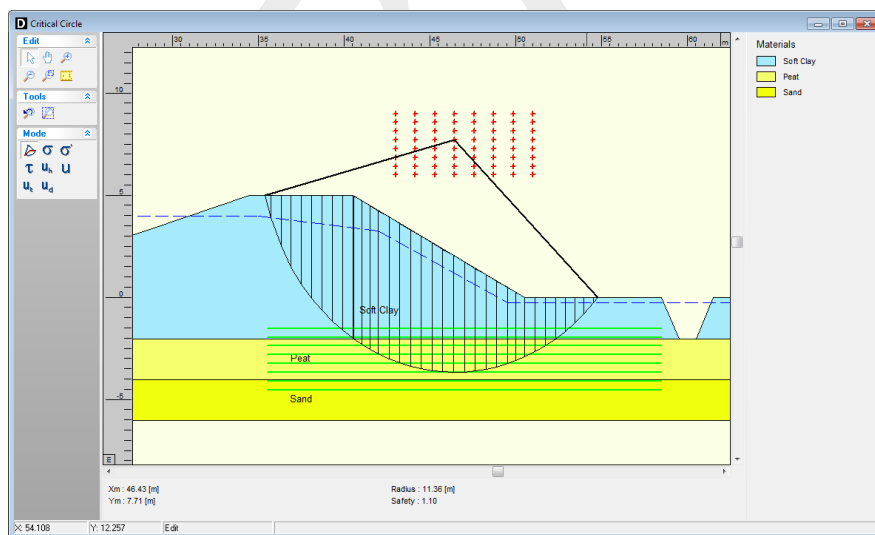 D Critical Circle
Edit
Tools
Mode
σ σ'
τ uh u
ut ud
30 35 40 45 50 55 60 m
10
5
0
-5
E
Soft Clay
Peat
Sand
Materials
Soft Clay
Peat
Sand
Xm : 46.43 [m]
Radius : 11.36 [m]
Ym : 7.71 [m]
Safety : 1.10
X: 54.108 Y: 12.257 Edit